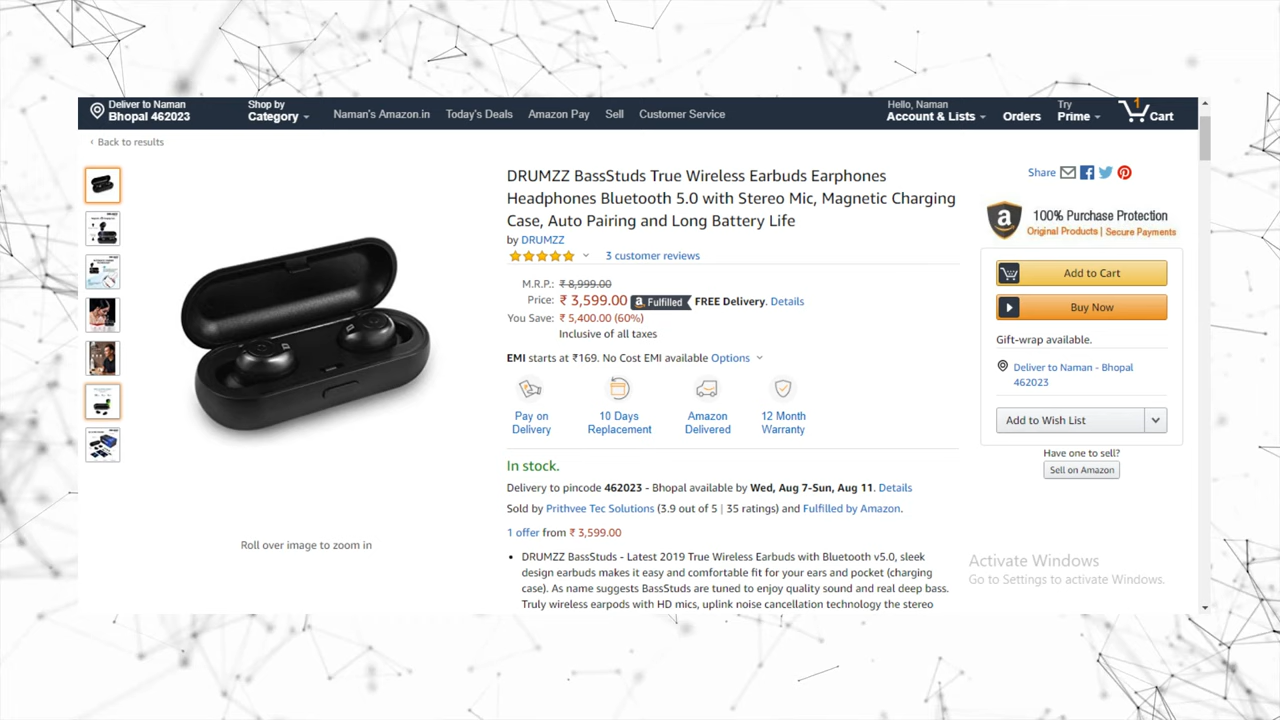 Deliver to Naman
Bhopal 462023
Shop by
Category
Naman's Amazon.in
Today's Deals
Amazon Pay
Sell
Customer Service
Hello, Naman
Account & Lists
Orders
Try
Prime
1
Cart
‹ Back to results
DRUMZZ BassStuds True Wireless Earbuds Earphones
Headphones Bluetooth 5.0 with Stereo Mic, Magnetic Charging
Case, Auto Pairing and Long Battery Life
by DRUMZZ
3 customer reviews
M.R.P.: ₹ 8,999.00
Price: ₹ 3,599.00 a Fulfilled FREE Delivery. Details
You Save: ₹ 5,400.00 (60%)
Inclusive of all taxes
EMI starts at ₹169. No Cost EMI available Options
Pay on
Delivery
10 Days
Replacement
Amazon
Delivered
12 Month
Warranty
In stock.
Delivery to pincode 462023 - Bhopal available by Wed, Aug 7-Sun, Aug 11. Details
Sold by Prithvee Tec Solutions (3.9 out of 5 | 35 ratings) and Fulfilled by Amazon.
1 offer from ₹ 3,599.00
• DRUMZZ BassStuds - Latest 2019 True Wireless Earbuds with Bluetooth v5.0, sleek
design earbuds makes it easy and comfortable fit for your ears and pocket (charging
case). As name suggests BassStuds are tuned to enjoy quality sound and real deep bass.
Truly wireless earpods with HD mics, uplink noise cancellation technology the stereo
Roll over image to zoom in
Share
a
100% Purchase Protection
Original Products | Secure Payments
Add to Cart
Buy Now
Gift-wrap available.
Deliver to Naman - Bhopal
462023
Add to Wish List
Have one to sell?
Sell on Amazon
Activate Windows
Go to Settings to activate Windows.